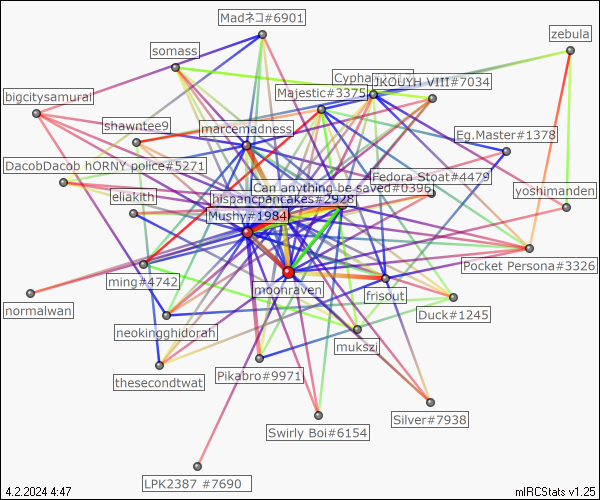 Madネコ#6901
zebula
somass
JKOUYH VIII#7034
Majestic#3375
bigcitysamurai
shawntee9
marcemadness
Eg.Master#1378
DacobDacob hORNY police#5271
Fedora Stoat#4479
Can anything be saved#0396
yoshimanden
eliakith
hispancpancakes#2928
Mushy#1984
Pocket Persona#3326
ming#4742
moonraven
frisout
normalwan
Duck#1245
neokingghidorah
mukszi
Pikabro#9971
thesecondtwat
Silver#7938
Swirly Boi#6154
LPK2387 #7690
4.2.2024 4:47
mIRCStats v1.25